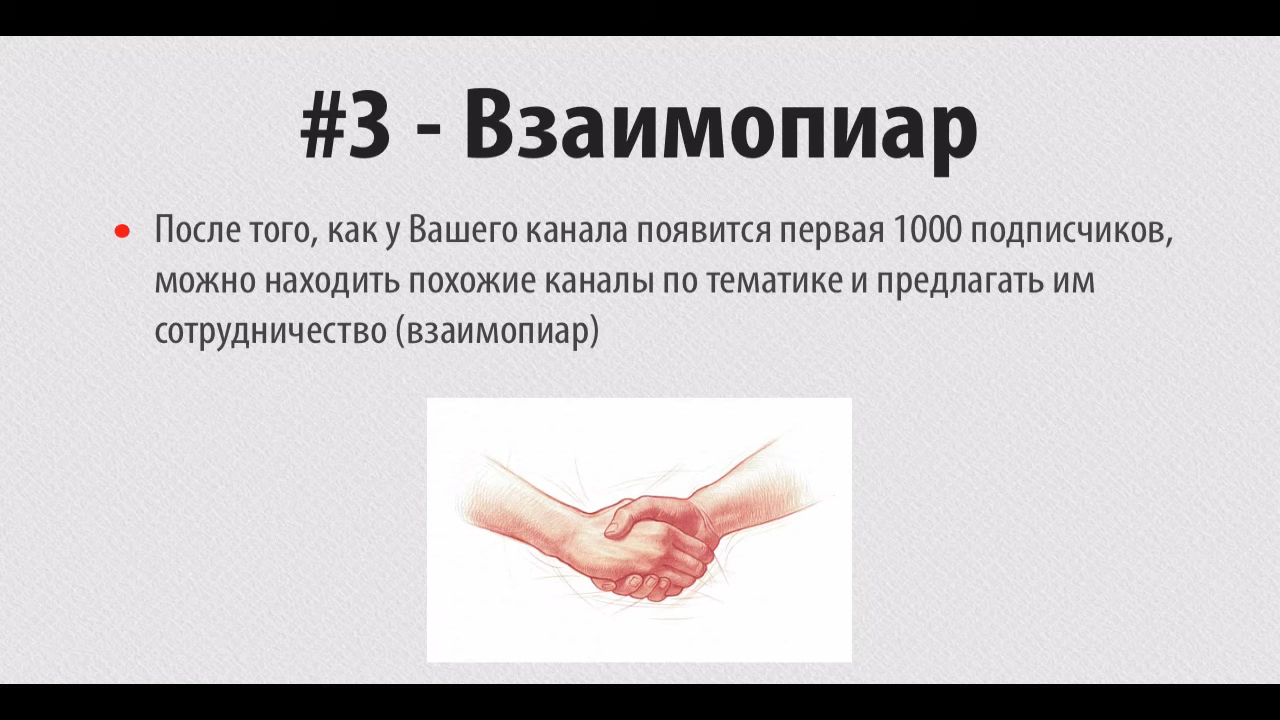 #3 - Взаимопиар
После того, как у Вашего канала появится первая 1000 подписчиков,
можно находить похожие каналы по тематике и предлагать им
сотрудничество (взаимопиар)